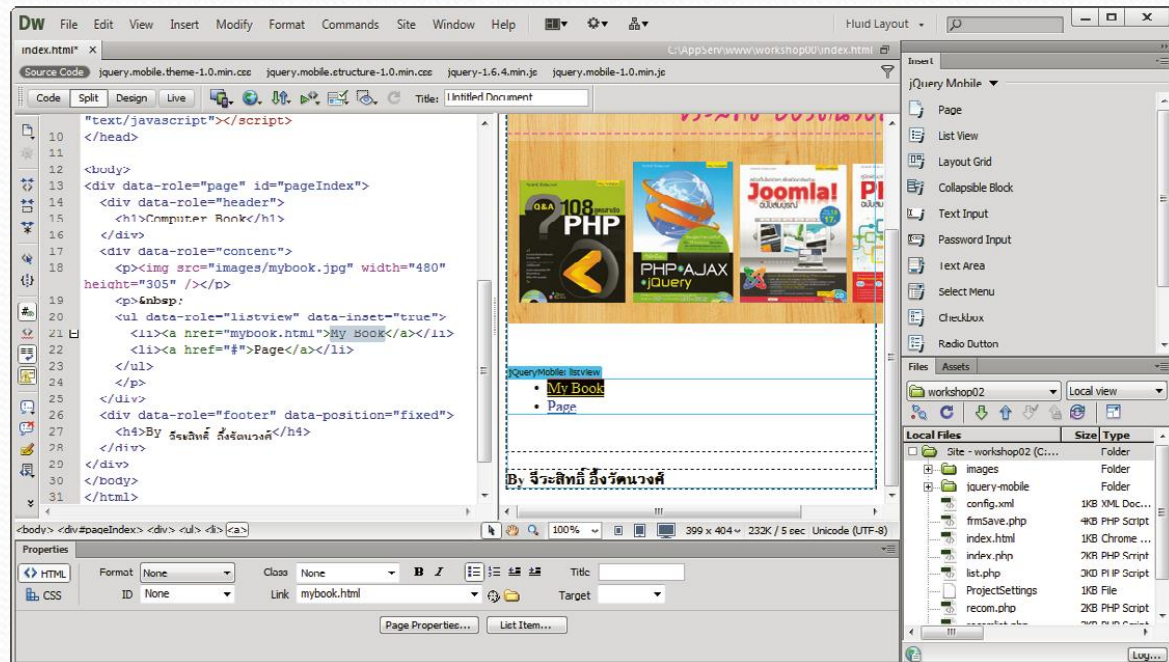 DW File Edit View Insert Modify Format Commands Site Window Help
Fluid Layout
index.html* × C:\AppServ\www\workshop00\index.html
Source Code jquery.mobile.theme-1.0.min.css jquery.mobile.structure-1.0.min.css jquery-1.6.4.min.js jquery.mobile-1.0.min.js
Code Split Design Live Title: Untitled Document
"text/javascript"></script>
10 </head>
11
12 <body>
13 <div data-role="page" id="pageIndex">
14 <div data-role="header">
15 <h1>Computer Book</h1>
16 </div>
17 <div data-role="content">
18 <p><img src="images/mybook.jpg" width="480"
height="305" /></p>
19 <p>&nbsp;
20 <ul data-role="listview" data-inset="true">
21 <li><a href="mybook.html">My Book</a></li>
22 <li><a href="#">Page</a></li>
23 </ul>
24 </p>
25 </div>
26 <div data-role="footer" data-position="fixed">
27 <h4>By จีระสิทธิ์ อึ้งรัตนวงศ์</h4>
28 </div>
29 </div>
30 </body>
31 </html>
Q&A 108
PHP
PHP•AJAX
•jQuery
Joomla!
ฉบับสมบูรณ์
jQueryMobile: listview
My Book
Page
By จีระสิทธิ์ อึ้งรัตนวงศ์
<body> <div#pageIndex> <div> <ul> <li> <a>
100% 399 x 404 232K / 5 sec Unicode (UTF-8)
Properties
HTML Format None Class None B I Title
CSS ID None Link mybook.html Target
Page Properties... List Item...
Insert
jQuery Mobile
Page
List View
Layout Grid
Collapsible Block
Text Input
Password Input
Text Area
Select Menu
Checkbox
Radio Button
Files Assets
workshop02 Local view
Local Files Size Type
Site - workshop02 (C:... Folder
images Folder
jquery-mobile Folder
config.xml 1KB XML Doc...
frmSave.php 4KB PHP Script
index.html 1KB Chrome ...
index.php 2KB PHP Script
list.php 3KB PHP Script
ProjectSettings 1KB File
recom.php 2KB PHP Script
Log...